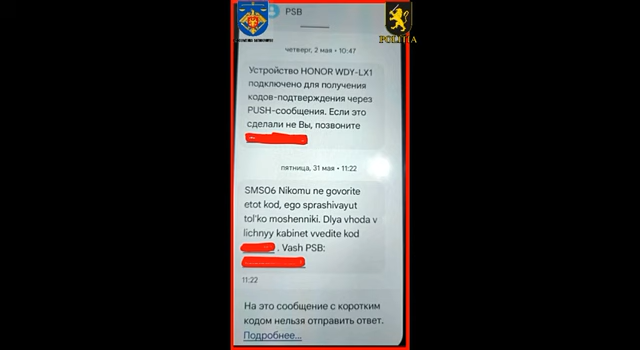 PSB
POLIȚIA
четверг, 2 мая • 10:47
Устройство HONOR WDY-LX1
подключено для получения
кодов-подтверждения через
PUSH-сообщения. Если это
сделали не Вы, позвоните
пятница, 31 мая • 11:22
SMS06 Nikomu ne govorite
etot kod, ego sprashivayut
tol'ko moshenniki. Dlya vhoda v
lichnyy kabinet vvedite kod
. Vash PSB:
11:22
На это сообщение с коротким
кодом нельзя отправить ответ.
Подробнее...